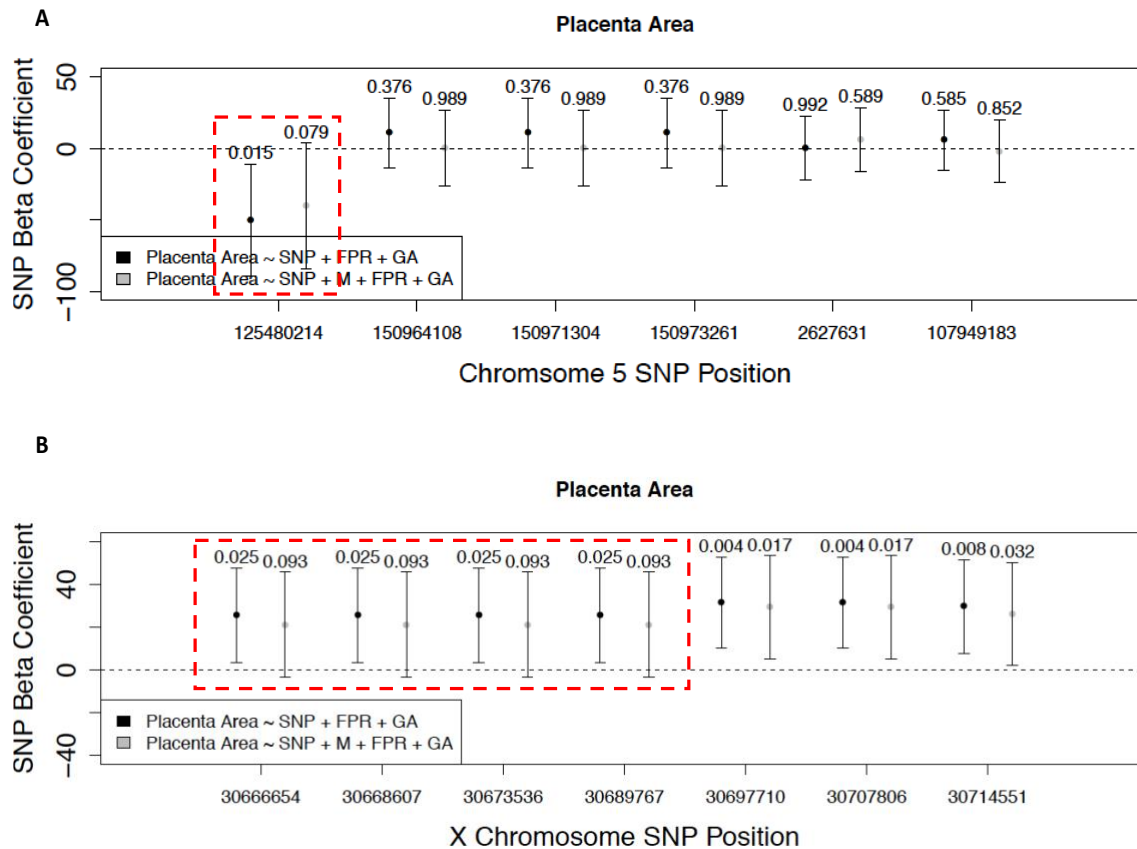 A
Placenta Area
SNP Beta Coefficient
50
0
−100
0.015
0.079
0.376
0.989
0.376
0.989
0.376
0.989
0.992
0.589
0.585
0.852
Placenta Area ~ SNP + FPR + GA
Placenta Area ~ SNP + M + FPR + GA
125480214 150964108 150971304 150973261 2627631 107949183
Chromsome 5 SNP Position
B
Placenta Area
SNP Beta Coefficient
40
0
−40
0.025
0.093
0.025
0.093
0.025
0.093
0.025
0.093
0.004
0.017
0.004
0.017
0.008
0.032
Placenta Area ~ SNP + FPR + GA
Placenta Area ~ SNP + M + FPR + GA
30666654 30668607 30673536 30689767 30697710 30707806 30714551
X Chromosome SNP Position